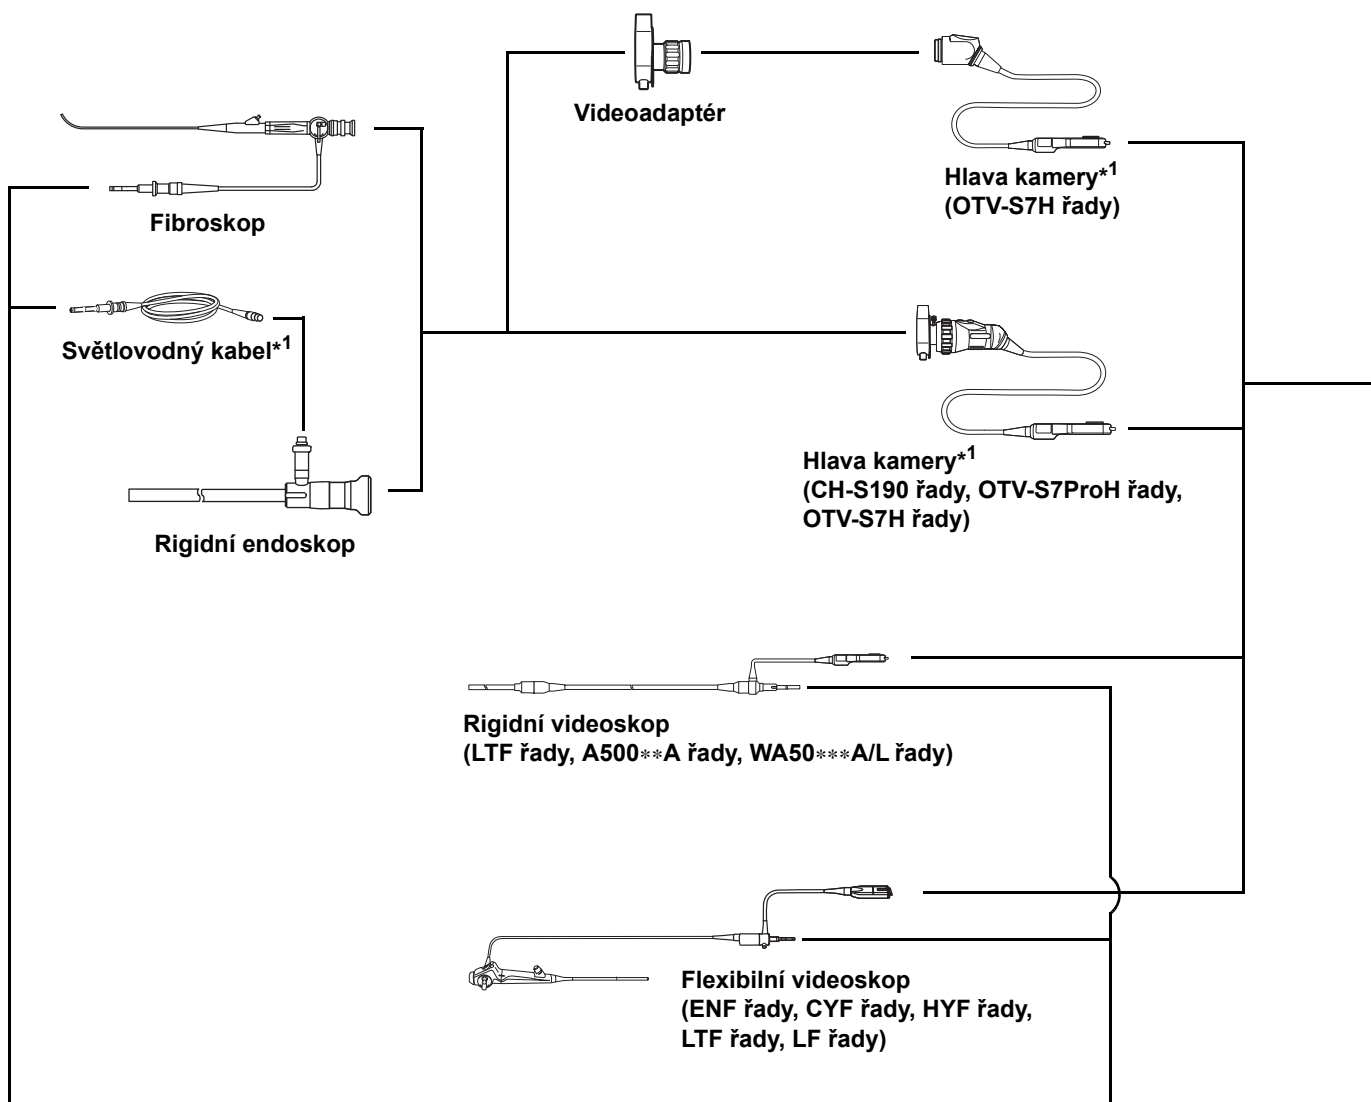 Videoadaptér
Hlava kamery*1
(OTV-S7H řady)
Fibroskop
Světlovodný kabel*1
Hlava kamery*1
(CH-S190 řady, OTV-S7ProH řady,
OTV-S7H řady)
Rigidní endoskop
Rigidní videoskop
(LTF řady, A500**A řady, WA50***A/L řady)
Flexibilní videoskop
(ENF řady, CYF řady, HYF řady,
LTF řady, LF řady)